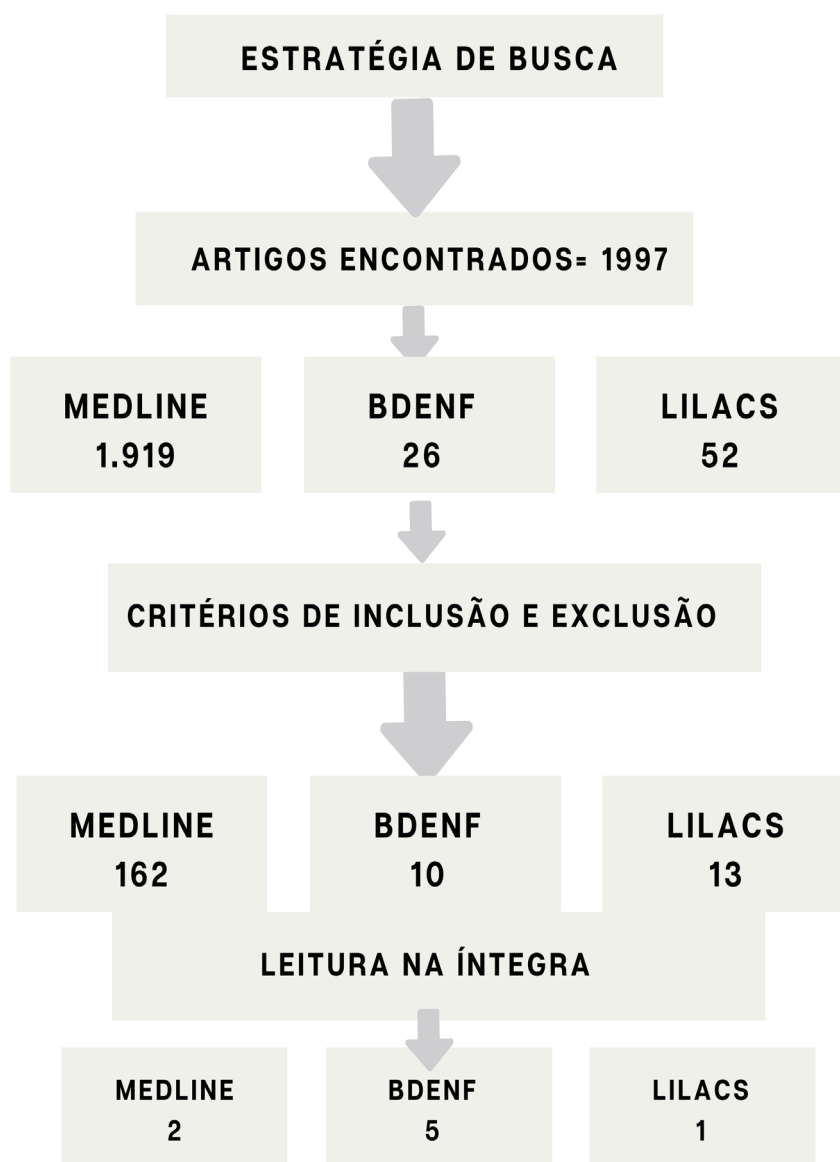 ESTRATÉGIA DE BUSCA
ARTIGOS ENCONTRADOS= 1997
MEDLINE
1.919
BDENF
26
LILACS
52
CRITÉRIOS DE INCLUSÃO E EXCLUSÃO
MEDLINE
162
BDENF
10
LILACS
13
LEITURA NA ÍNTEGRA
MEDLINE
2
BDENF
5
LILACS
1